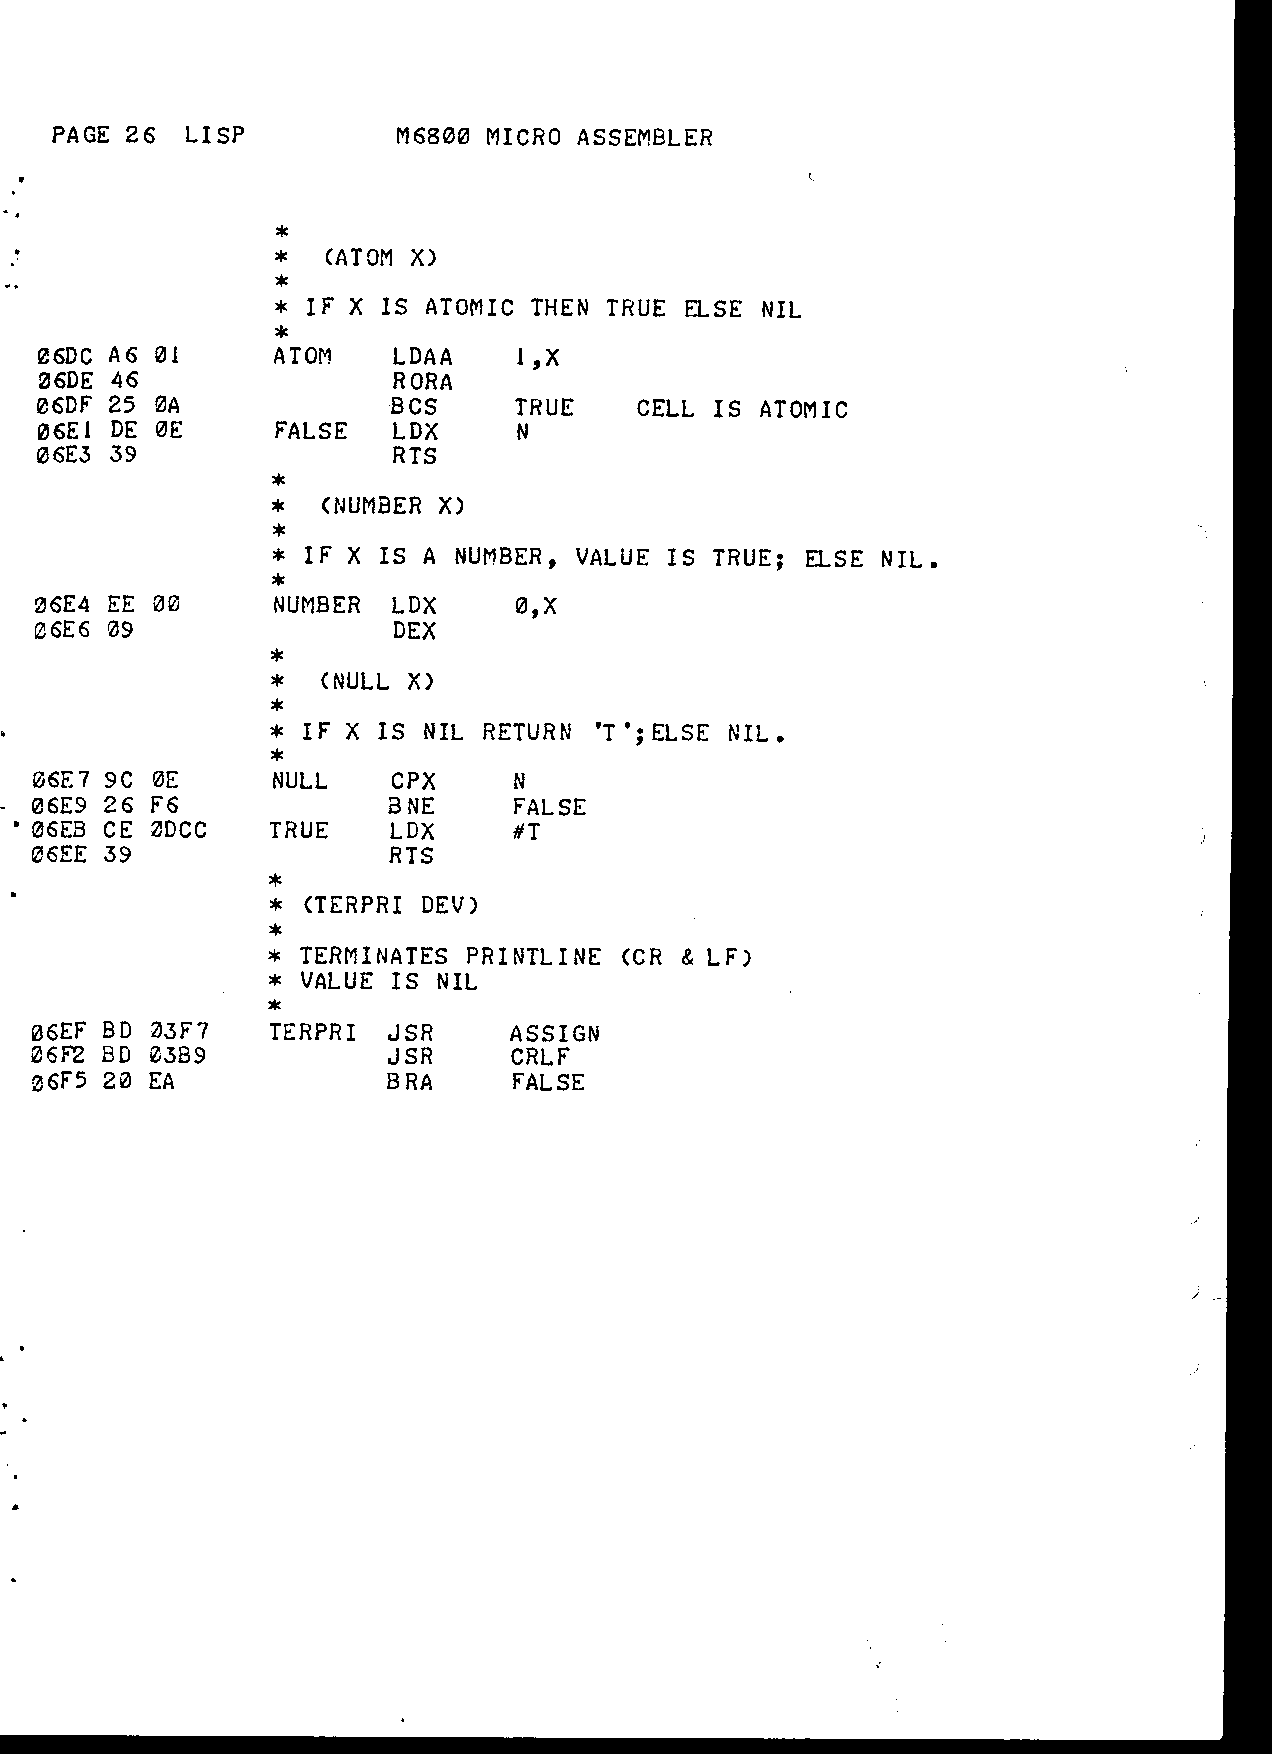 PAGE 26 LISP M6800 MICRO ASSEMBLER
*
* (ATOM X)
*
* IF X IS ATOMIC THEN TRUE ELSE NIL
*
06DC A6 01 ATOM LDAA 1,X
06DE 46 RORA
06DF 25 0A BCS TRUE CELL IS ATOMIC
06E1 DE 0E FALSE LDX N
06E3 39 RTS
*
* (NUMBER X)
*
* IF X IS A NUMBER, VALUE IS TRUE; ELSE NIL.
*
06E4 EE 00 NUMBER LDX 0,X
06E6 09 DEX
*
* (NULL X)
*
* IF X IS NIL RETURN 'T';ELSE NIL.
*
06E7 9C 0E NULL CPX N
06E9 26 F6 BNE FALSE
06EB CE 0DCC TRUE LDX #T
06EE 39 RTS
*
* (TERPRI DEV)
*
* TERMINATES PRINTLINE (CR & LF)
* VALUE IS NIL
*
06EF BD 03F7 TERPRI JSR ASSIGN
06F2 BD 03B9 JSR CRLF
06F5 20 EA BRA FALSE